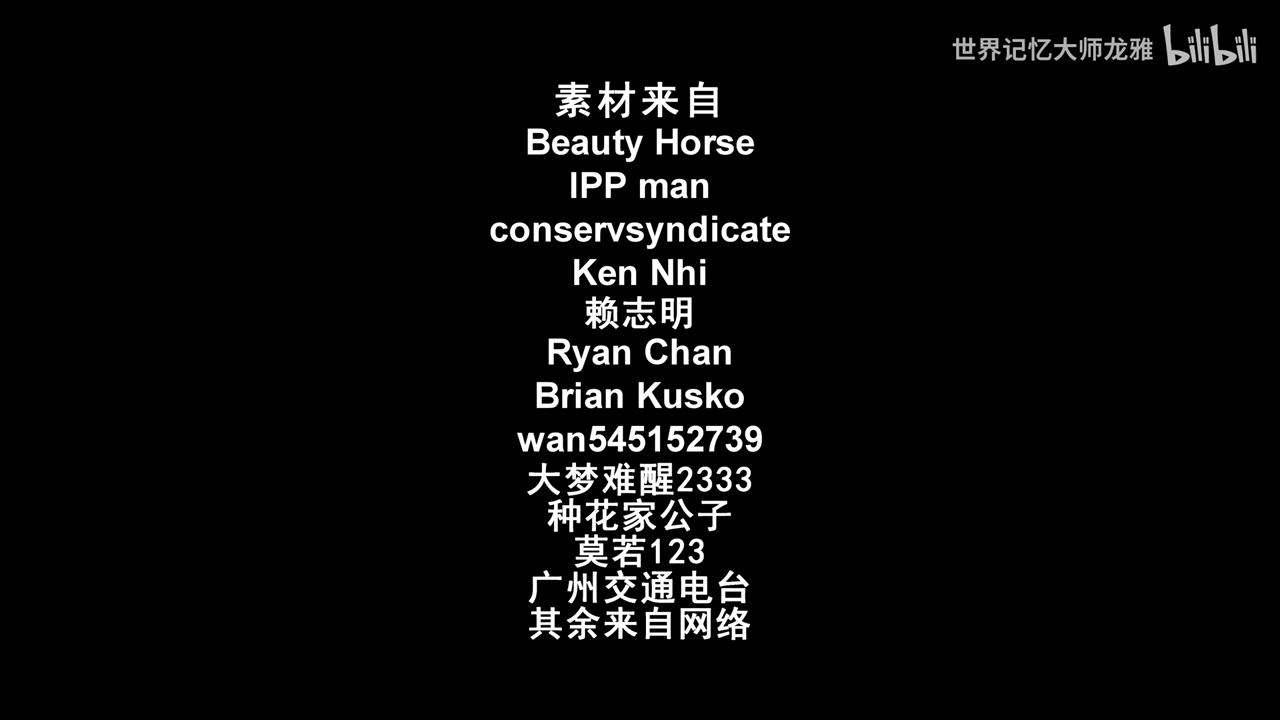 世界记忆大师龙雅 bilibili
素材来自
Beauty Horse
IPP man
conservsyndicate
Ken Nhi
赖志明
Ryan Chan
Brian Kusko
wan545152739
大梦难醒2333
种花家公子
莫若123
广州交通电台
其余来自网络